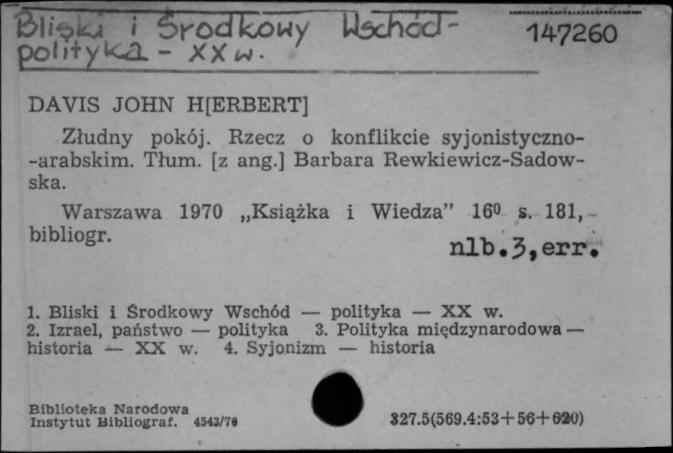 Bliski i Środkowy Wschód -
polityka - XX w.
147260
DAVIS JOHN H[ERBERT]
Złudny pokój. Rzecz o konflikcie syjonistyczno-
-arabskim. Tłum. [z ang.] Barbara Rewkiewicz-Sadow-
ska.
Warszawa 1970 „Książka i Wiedza” 16⁰ s. 181,
bibliogr.
nlb.3,err.
1. Bliski i Środkowy Wschód — polityka — XX w.
2. Izrael, państwo — polityka 3. Polityka międzynarodowa —
historia — XX w. 4. Syjonizm — historia
Biblioteka Narodowa
Instytut Bibliograf. 4543/70
327.5(569.4:53+56+620)